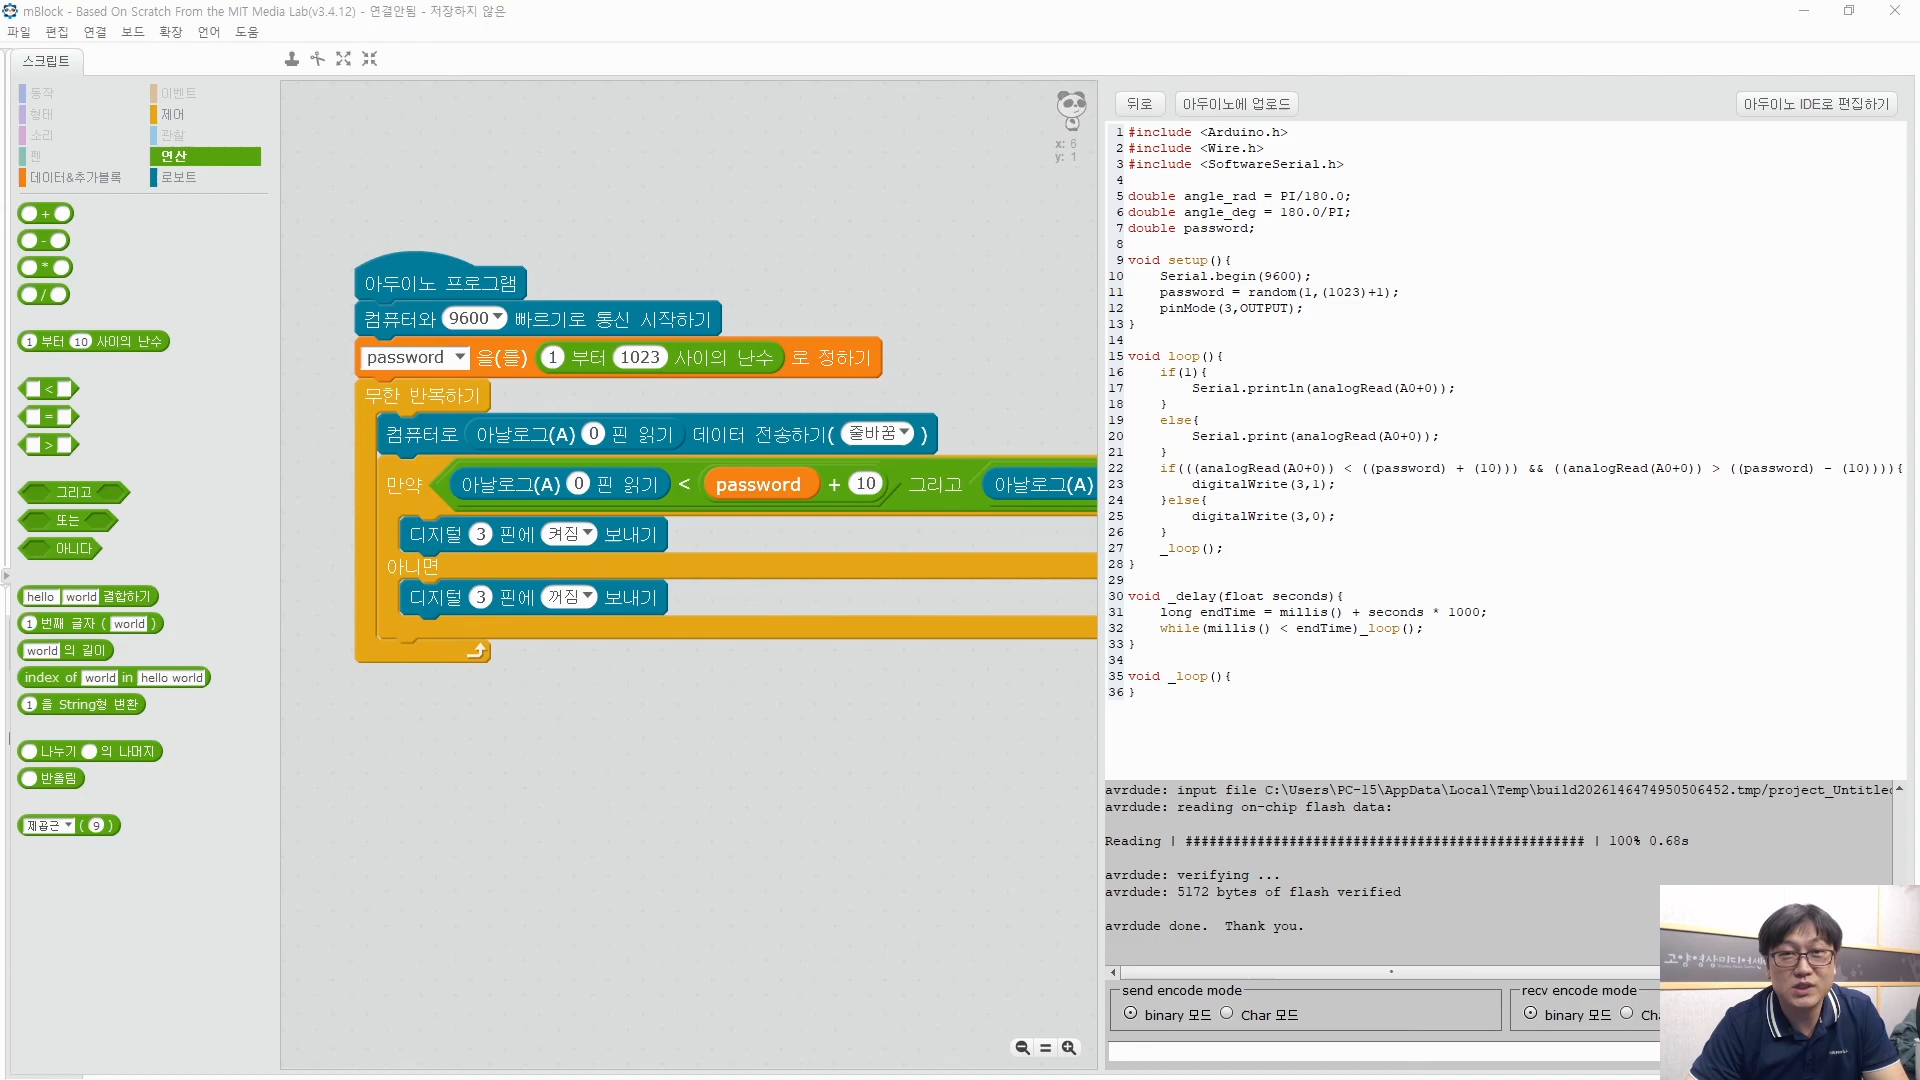 mBlock - Based On Scratch From the MIT Media Lab(v3.4.12) - 연결안됨 - 저장하지 않은
파일 편집 연결 보드 확장 언어 도움
스크립트
동작 이벤트
형태 제어
소리 관찰
펜 연산
데이터&추가블록 로보트
+
-
*
/
1 부터 10 사이의 난수
<
=
>
그리고
또는
아니다
hello world 결합하기
1 번째 글자 ( world )
world 의 길이
index of world in hello world
1 을 String형 변환
나누기 의 나머지
반올림
제곱근 ( 9 )
x: 6
y: 1
아두이노 프로그램
컴퓨터와 9600 빠르기로 통신 시작하기
password 을(를) 1 부터 1023 사이의 난수 로 정하기
무한 반복하기
컴퓨터로 아날로그(A) 0 핀 읽기 데이터 전송하기( 줄바꿈 )
만약 아날로그(A) 0 핀 읽기 < password + 10 그리고 아날로그(A)
디지털 3 핀에 켜짐 보내기
아니면
디지털 3 핀에 꺼짐 보내기
뒤로 아두이노에 업로드 아두이노 IDE로 편집하기
1 #include <Arduino.h>
2 #include <Wire.h>
3 #include <SoftwareSerial.h>
4
5 double angle_rad = PI/180.0;
6 double angle_deg = 180.0/PI;
7 double password;
8
9 void setup(){
10 Serial.begin(9600);
11 password = random(1,(1023)+1);
12 pinMode(3,OUTPUT);
13 }
14
15 void loop(){
16 if(1){
17 Serial.println(analogRead(A0+0));
18 }
19 else{
20 Serial.print(analogRead(A0+0));
21 }
22 if(((analogRead(A0+0)) < ((password) + (10))) && ((analogRead(A0+0)) > ((password) - (10)))){
23 digitalWrite(3,1);
24 }else{
25 digitalWrite(3,0);
26 }
27 _loop();
28 }
29
30 void _delay(float seconds){
31 long endTime = millis() + seconds * 1000;
32 while(millis() < endTime)_loop();
33 }
34
35 void _loop(){
36 }
avrdude: input file C:\Users\PC-15\AppData\Local\Temp\build2026146474950506452.tmp/project_Untitle
avrdude: reading on-chip flash data:
Reading | ################################################## | 100% 0.68s
avrdude: verifying ...
avrdude: 5172 bytes of flash verified
avrdude done. Thank you.
send encode mode
binary 모드 Char 모드
recv encode mode
binary 모드
고양영상미디어센